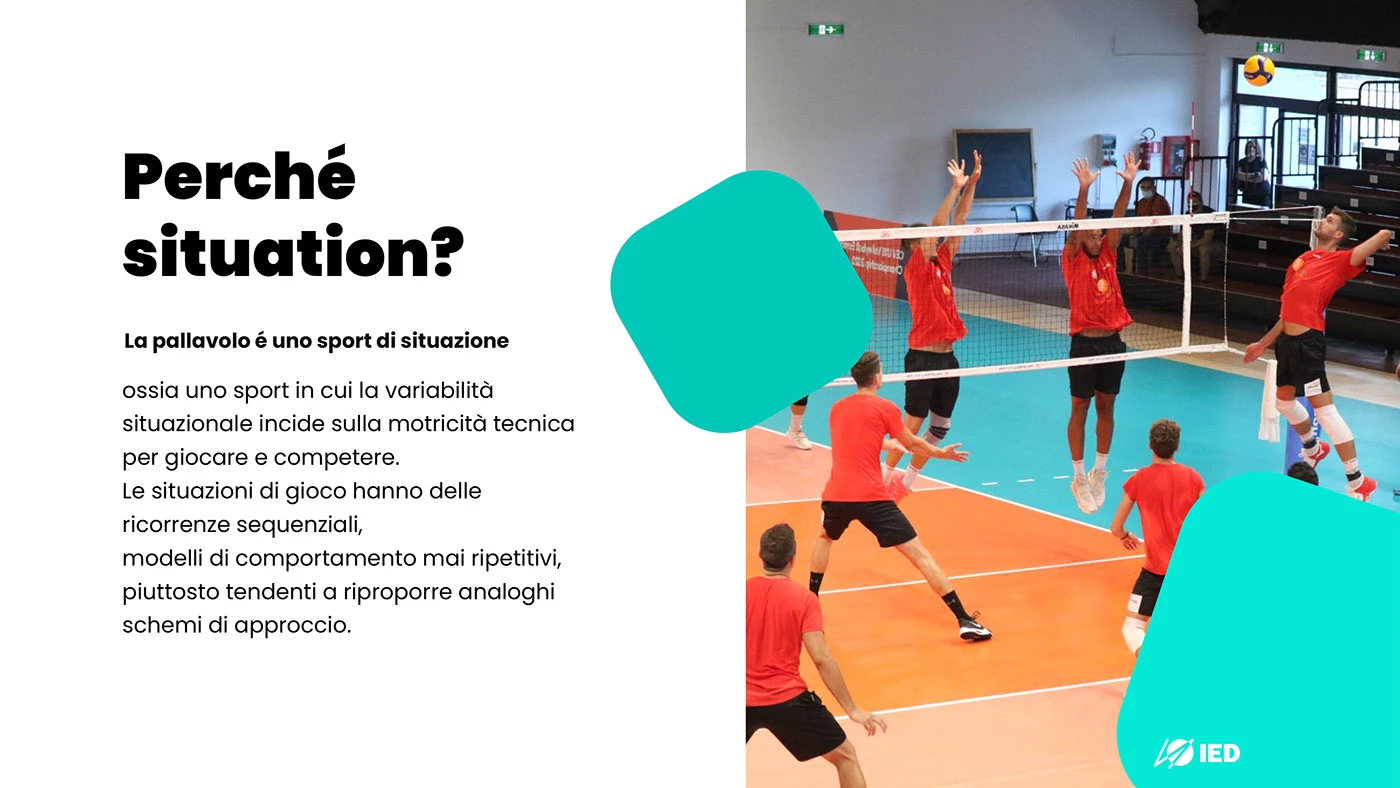 Perché
situation?
La pallavolo é uno sport di situazione
ossia uno sport in cui la variabilità
situazionale incide sulla motricità tecnica
per giocare e competere.
Le situazioni di gioco hanno delle
ricorrenze sequenziali,
modelli di comportamento mai ripetitivi,
piuttosto tendenti a riproporre analoghi
schemi di approccio.
MIKASA
IED